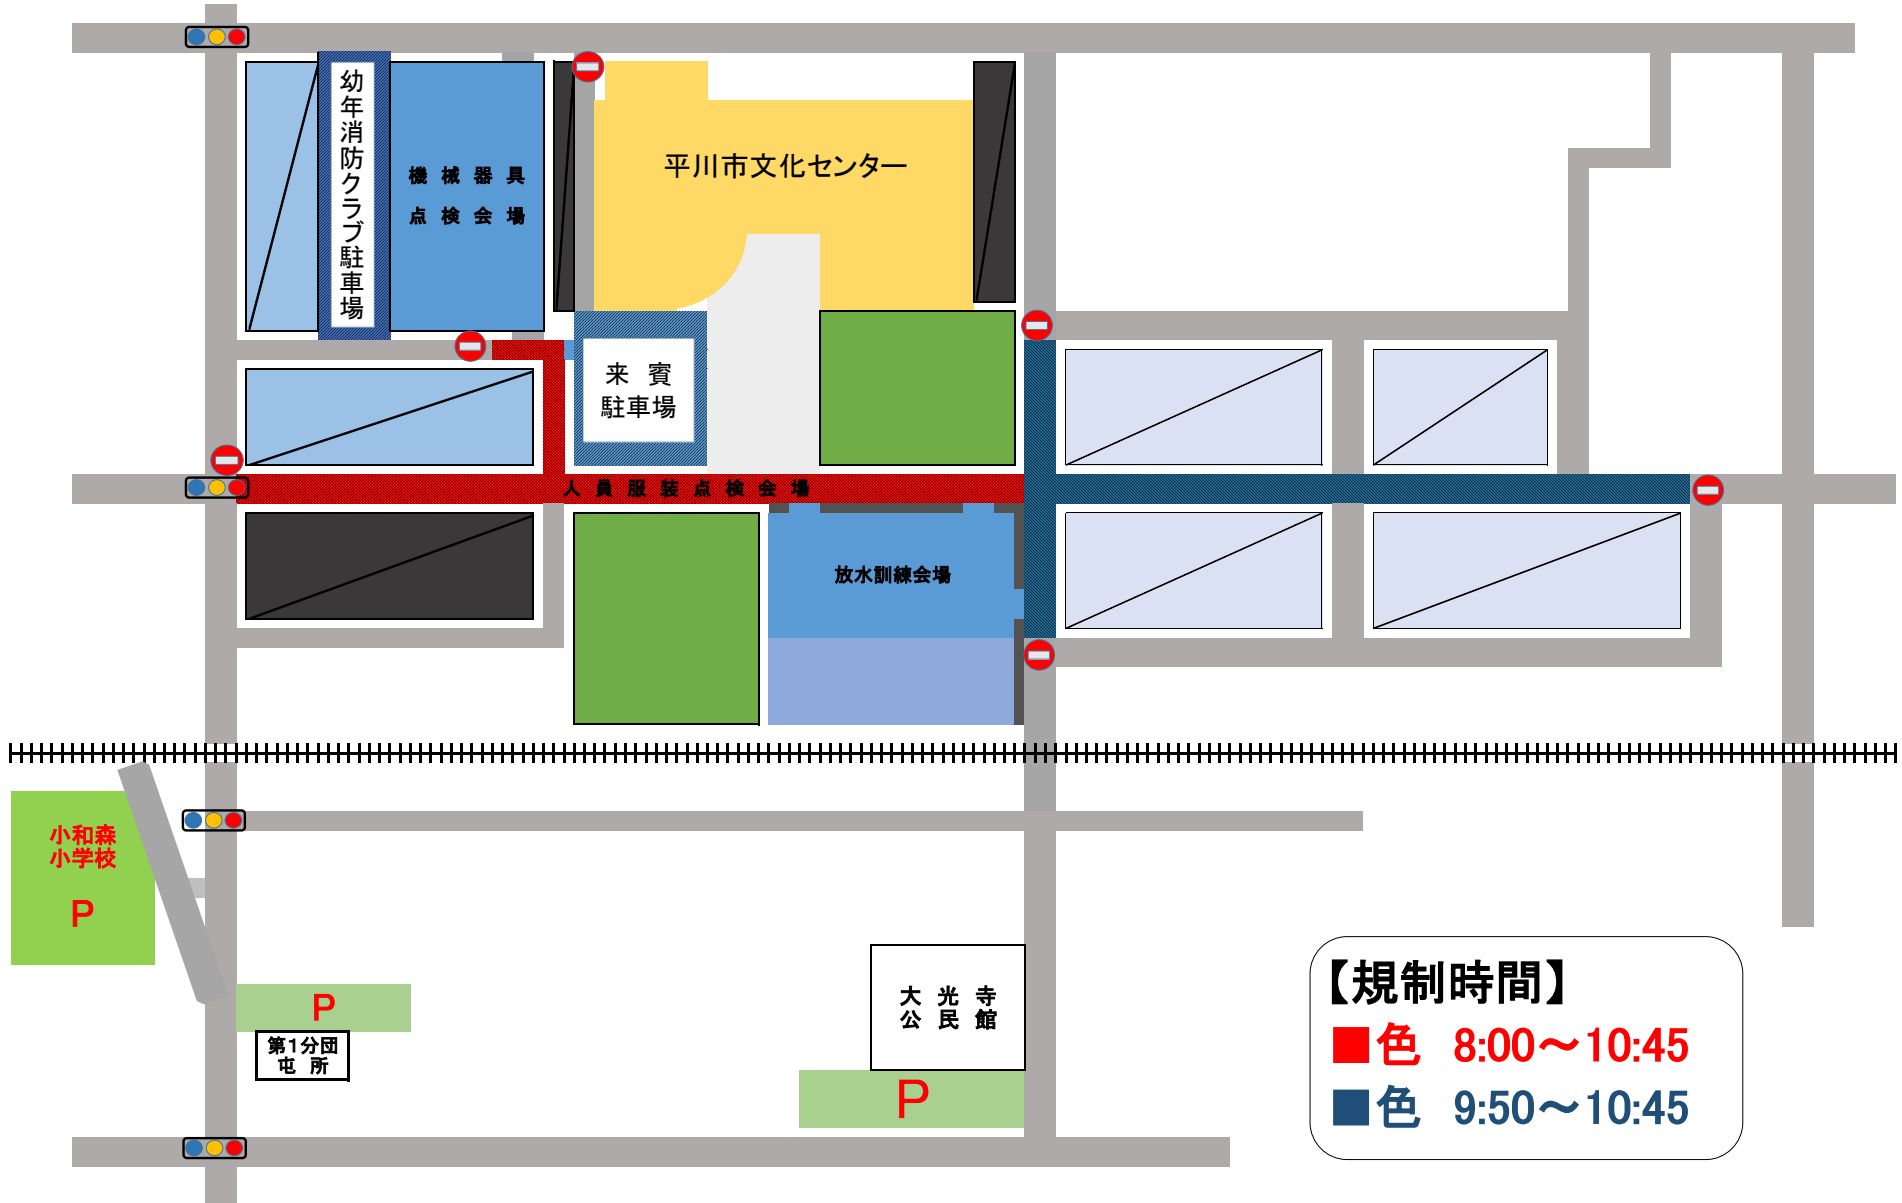 幼年消防クラブ駐車場
機械器具
点検会場
平川市文化センター
来賓
駐車場
人員服装点検会場
放水訓練会場
小和森
小学校
P
P
第1分団
屯所
大光寺
公民館
P
【規制時間】
■色 8:00～10:45
■色 9:50～10:45